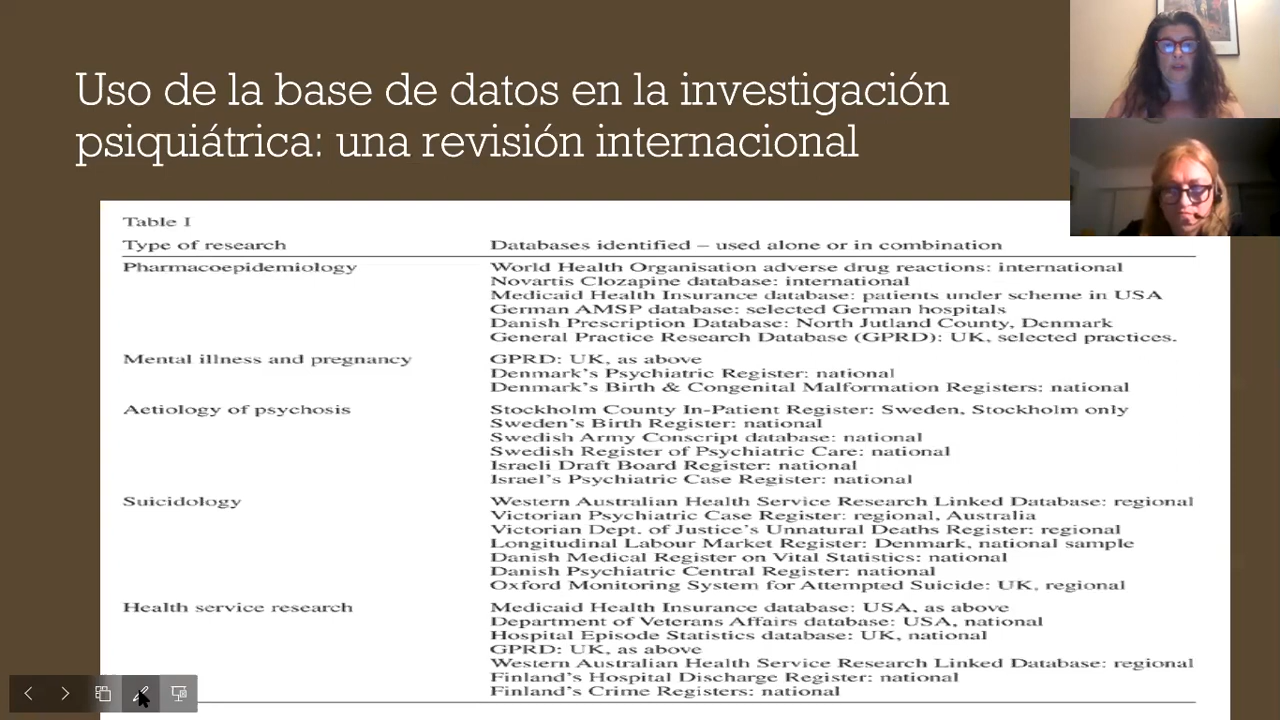 Uso de la base de datos en la investigación
psiquiátrica: una revisión internacional
Table I
Type of research Databases identified – used alone or in combination
Pharmacoepidemiology World Health Organisation adverse drug reactions: international
Novartis Clozapine database: international
Medicaid Health Insurance database: patients under scheme in USA
German AMSP database: selected German hospitals
Danish Prescription Database: North Jutland County, Denmark
General Practice Research Database (GPRD): UK, selected practices.
Mental illness and pregnancy GPRD: UK, as above
Denmark's Psychiatric Register: national
Denmark's Birth & Congenital Malformation Registers: national
Aetiology of psychosis Stockholm County In-Patient Register: Sweden, Stockholm only
Sweden's Birth Register: national
Swedish Army Conscript database: national
Swedish Register of Psychiatric Care: national
Israeli Draft Board Register: national
Israel's Psychiatric Case Register: national
Suicidology Western Australian Health Service Research Linked Database: regional
Victorian Psychiatric Case Register: regional, Australia
Victorian Dept. of Justice's Unnatural Deaths Register: regional
Longitudinal Labour Market Register: Denmark, national sample
Danish Medical Register on Vital Statistics: national
Danish Psychiatric Central Register: national
Oxford Monitoring System for Attempted Suicide: UK, regional
Health service research Medicaid Health Insurance database: USA, as above
Department of Veterans Affairs database: USA, national
Hospital Episode Statistics database: UK, national
GPRD: UK, as above
Western Australian Health Service Research Linked Database: regional
Finland's Hospital Discharge Register: national
Finland's Crime Registers: national